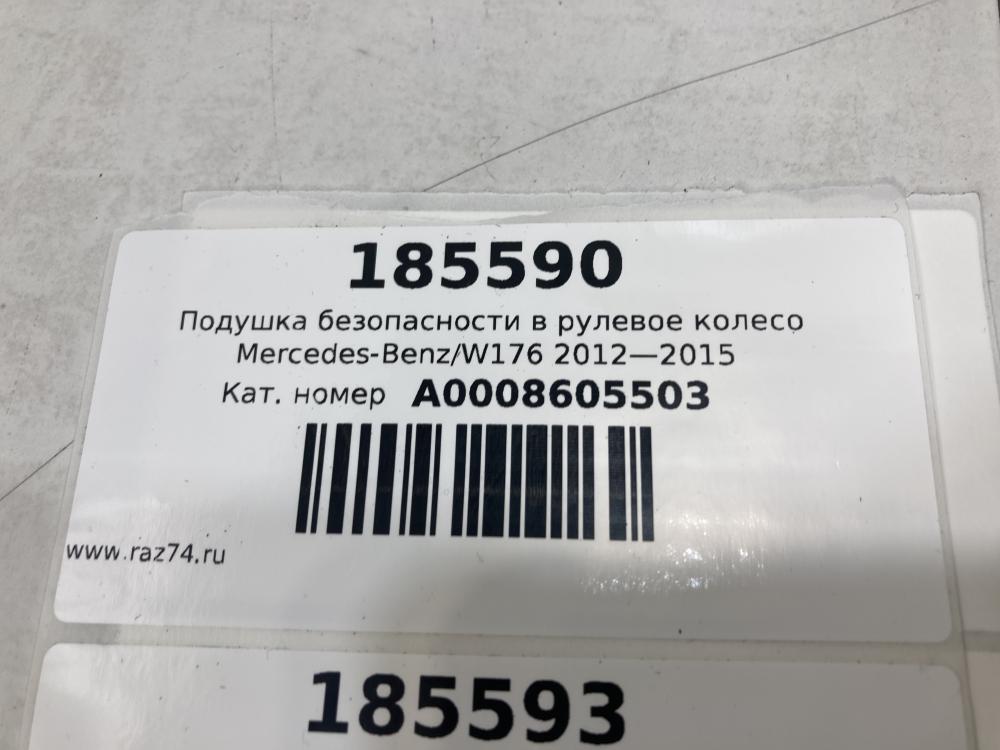 185590
Подушка безопасности в рулевое колесо
Mercedes-Benz/W176 2012—2015
Кат. номер A0008605503
www.raz74.ru
185593